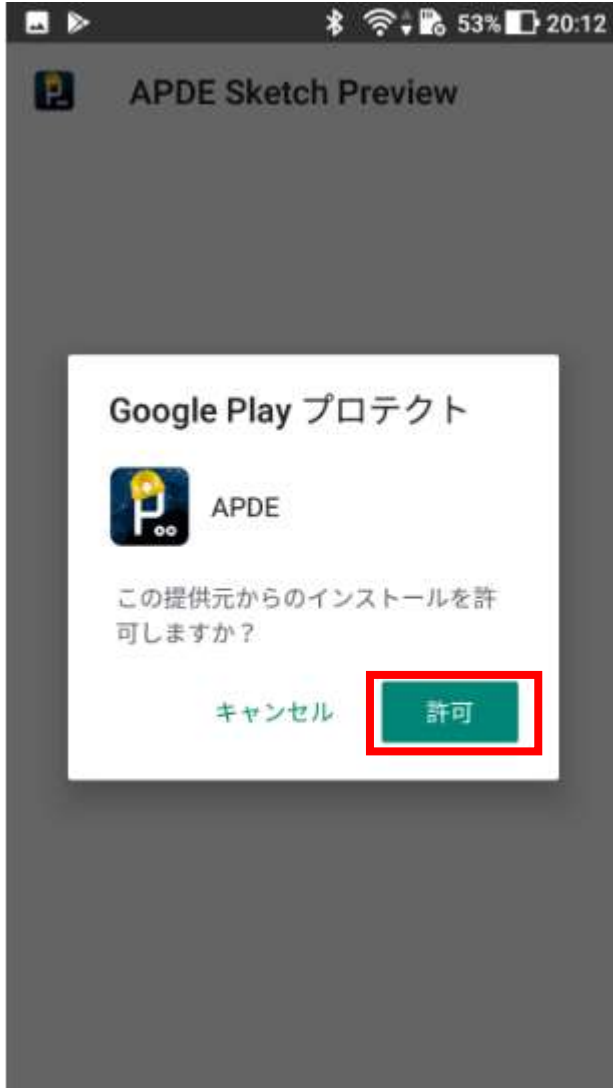 53% 20:12
APDE Sketch Preview
Google Play プロテクト
APDE
この提供元からのインストールを許
可しますか？
キャンセル 許可